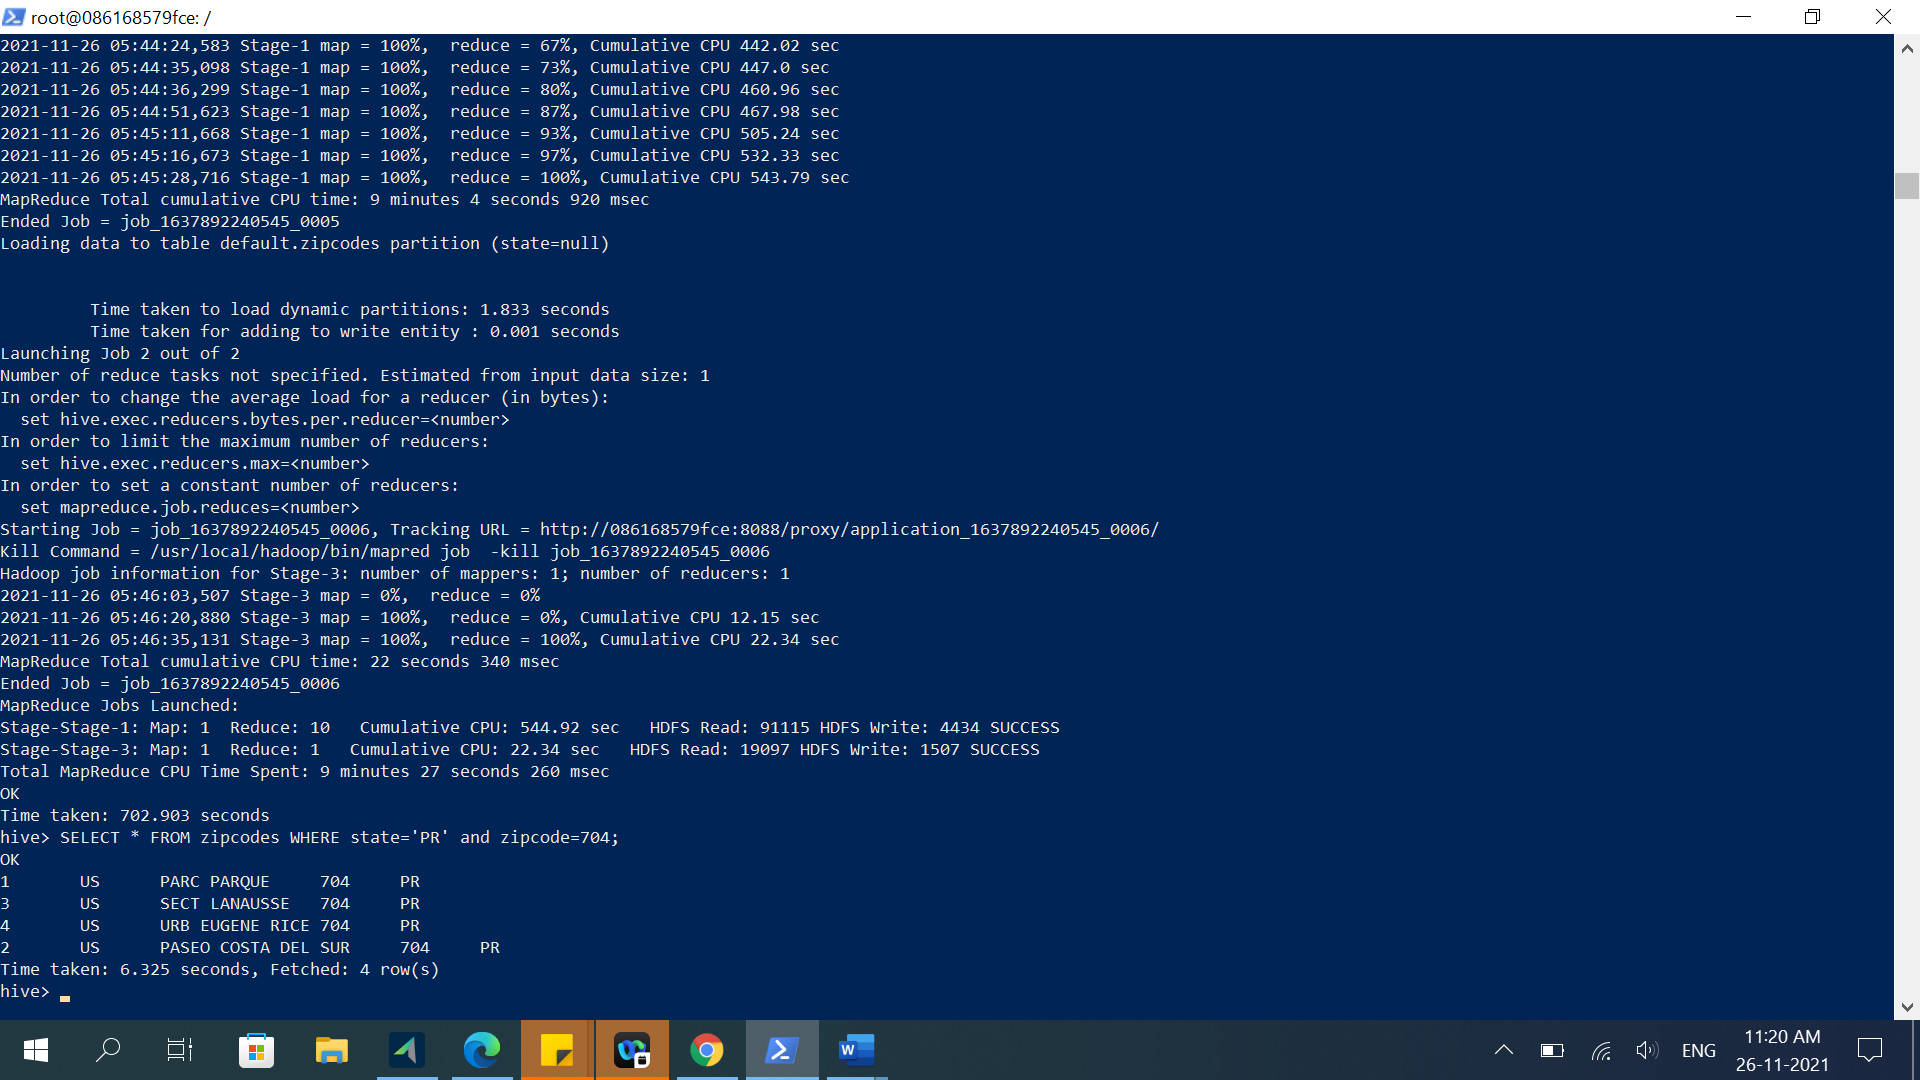 root@086168579fce: /
2021-11-26 05:44:24,583 Stage-1 map = 100%,  reduce = 67%, Cumulative CPU 442.02 sec
2021-11-26 05:44:35,098 Stage-1 map = 100%,  reduce = 73%, Cumulative CPU 447.0 sec
2021-11-26 05:44:36,299 Stage-1 map = 100%,  reduce = 80%, Cumulative CPU 460.96 sec
2021-11-26 05:44:51,623 Stage-1 map = 100%,  reduce = 87%, Cumulative CPU 467.98 sec
2021-11-26 05:45:11,668 Stage-1 map = 100%,  reduce = 93%, Cumulative CPU 505.24 sec
2021-11-26 05:45:16,673 Stage-1 map = 100%,  reduce = 97%, Cumulative CPU 532.33 sec
2021-11-26 05:45:28,716 Stage-1 map = 100%,  reduce = 100%, Cumulative CPU 543.79 sec
MapReduce Total cumulative CPU time: 9 minutes 4 seconds 920 msec
Ended Job = job_1637892240545_0005
Loading data to table default.zipcodes partition (state=null)
Time taken to load dynamic partitions: 1.833 seconds
Time taken for adding to write entity : 0.001 seconds
Launching Job 2 out of 2
Number of reduce tasks not specified. Estimated from input data size: 1
In order to change the average load for a reducer (in bytes):
  set hive.exec.reducers.bytes.per.reducer=<number>
In order to limit the maximum number of reducers:
  set hive.exec.reducers.max=<number>
In order to set a constant number of reducers:
  set mapreduce.job.reduces=<number>
Starting Job = job_1637892240545_0006, Tracking URL = http://086168579fce:8088/proxy/application_1637892240545_0006/
Kill Command = /usr/local/hadoop/bin/mapred job  -kill job_1637892240545_0006
Hadoop job information for Stage-3: number of mappers: 1; number of reducers: 1
2021-11-26 05:46:03,507 Stage-3 map = 0%,  reduce = 0%
2021-11-26 05:46:20,880 Stage-3 map = 100%,  reduce = 0%, Cumulative CPU 12.15 sec
2021-11-26 05:46:35,131 Stage-3 map = 100%,  reduce = 100%, Cumulative CPU 22.34 sec
MapReduce Total cumulative CPU time: 22 seconds 340 msec
Ended Job = job_1637892240545_0006
MapReduce Jobs Launched:
Stage-Stage-1: Map: 1  Reduce: 10   Cumulative CPU: 544.92 sec   HDFS Read: 91115 HDFS Write: 4434 SUCCESS
Stage-Stage-3: Map: 1  Reduce: 1   Cumulative CPU: 22.34 sec   HDFS Read: 19097 HDFS Write: 1507 SUCCESS
Total MapReduce CPU Time Spent: 9 minutes 27 seconds 260 msec
OK
Time taken: 702.903 seconds
hive> SELECT * FROM zipcodes WHERE state='PR' and zipcode=704;
OK
1       US      PARC PARQUE     704     PR
3       US      SECT LANAUSSE   704     PR
4       US      URB EUGENE RICE 704     PR
2       US      PASEO COSTA DEL SUR     704     PR
Time taken: 6.325 seconds, Fetched: 4 row(s)
hive>
W
ENG
11:20 AM
26-11-2021